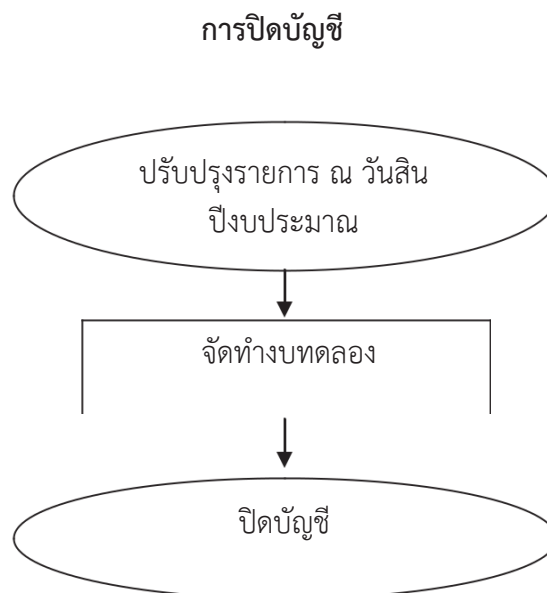 การปิดบัญชี
ปรับปรุงรายการ ณ วันสิน
ปีงบประมาณ
จัดทำงบทดลอง
ปิดบัญชี